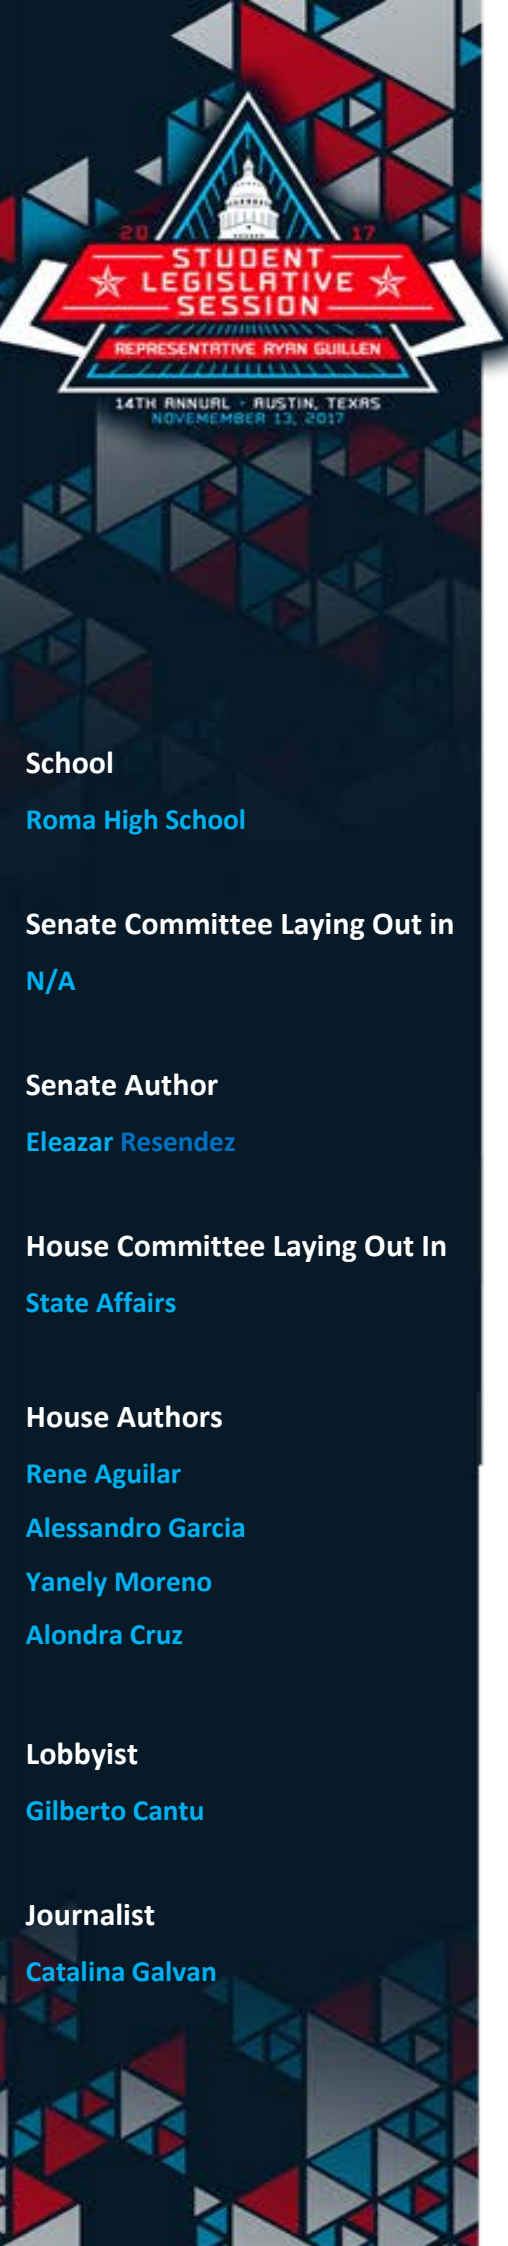 20 17
STUDENT
LEGISLATIVE
SESSION
REPRESENTATIVE RYAN GUILLEN
14TH ANNUAL - AUSTIN, TEXAS
NOVEMEMBER 13, 2017
School
Roma High School
Senate Committee Laying Out in
N/A
Senate Author
Eleazar Resendez
House Committee Laying Out In
State Affairs
House Authors
Rene Aguilar
Alessandro Garcia
Yanely Moreno
Alondra Cruz
Lobbyist
Gilberto Cantu
Journalist
Catalina Galvan